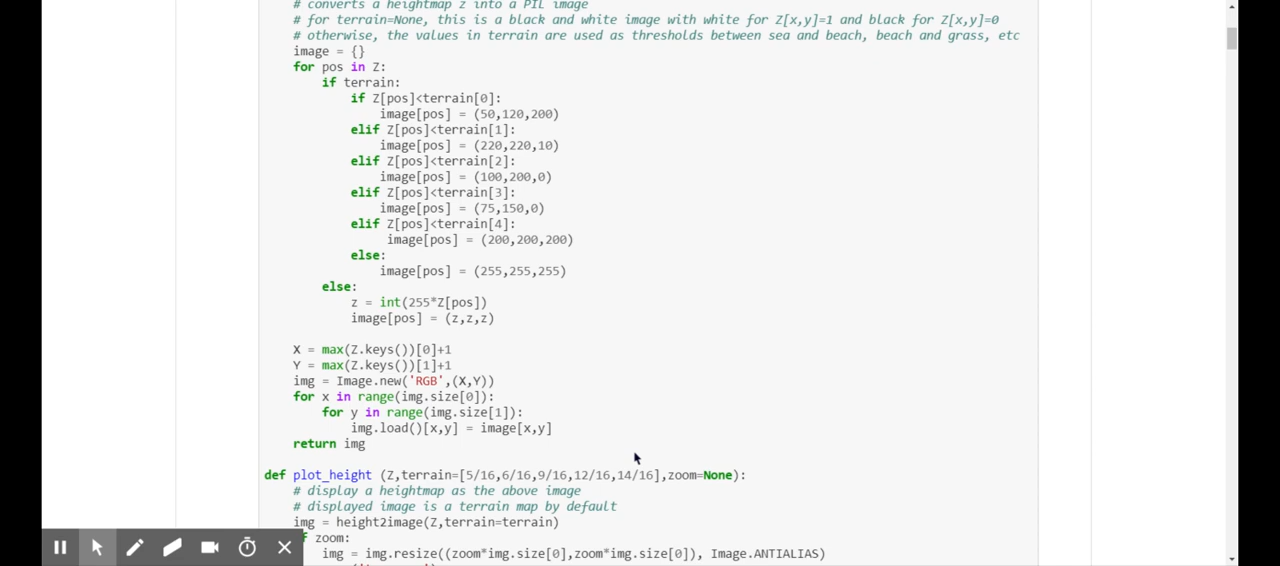 # converts a heightmap z into a PIL image
# for terrain=None, this is a black and white image with white for Z[x,y]=1 and black for Z[x,y]=0
# otherwise, the values in terrain are used as thresholds between sea and beach, beach and grass, etc
image = {}
for pos in Z:
if terrain:
if Z[pos]<terrain[0]:
image[pos] = (50,120,200)
elif Z[pos]<terrain[1]:
image[pos] = (220,220,10)
elif Z[pos]<terrain[2]:
image[pos] = (100,200,0)
elif Z[pos]<terrain[3]:
image[pos] = (75,150,0)
elif Z[pos]<terrain[4]:
image[pos] = (200,200,200)
else:
image[pos] = (255,255,255)
else:
z = int(255*Z[pos])
image[pos] = (z,z,z)
X = max(Z.keys())[0]+1
Y = max(Z.keys())[1]+1
img = Image.new('RGB',(X,Y))
for x in range(img.size[0]):
for y in range(img.size[1]):
img.load()[x,y] = image[x,y]
return img
def plot_height (Z,terrain=[5/16,6/16,9/16,12/16,14/16],zoom=None):
# display a heightmap as the above image
# displayed image is a terrain map by default
img = height2image(Z,terrain=terrain)
f zoom:
img = img.resize((zoom*img.size[0],zoom*img.size[0]), Image.ANTIALIAS)